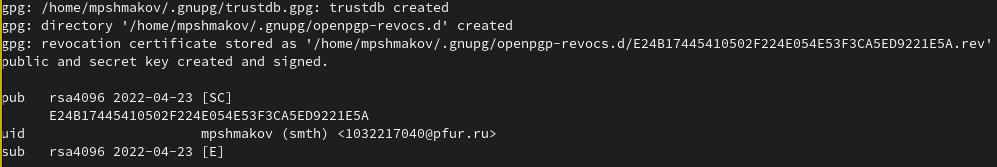 gpg: /home/mpshmakov/.gnupg/trustdb.gpg: trustdb created
gpg: directory '/home/mpshmakov/.gnupg/openpgp-revocs.d' created
gpg: revocation certificate stored as '/home/mpshmakov/.gnupg/openpgp-revocs.d/E24B17445410502F224E054E53F3CA5ED9221E5A.rev'
public and secret key created and signed.
pub   rsa4096 2022-04-23 [SC]
      E24B17445410502F224E054E53F3CA5ED9221E5A
uid                      mpshmakov (smth) <1032217040@pfur.ru>
sub   rsa4096 2022-04-23 [E]